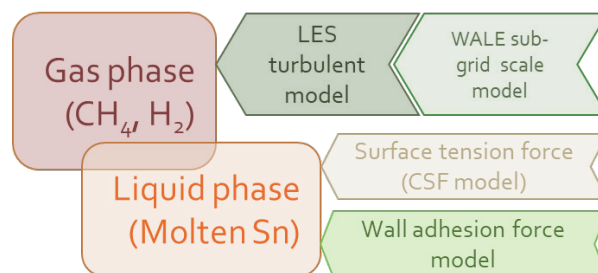 Gas phase
(CH₄, H₂)
LES
turbulent
model
WALE sub-
grid scale
model
Liquid phase
(Molten Sn)
Surface tension force
(CSF model)
Wall adhesion force
model